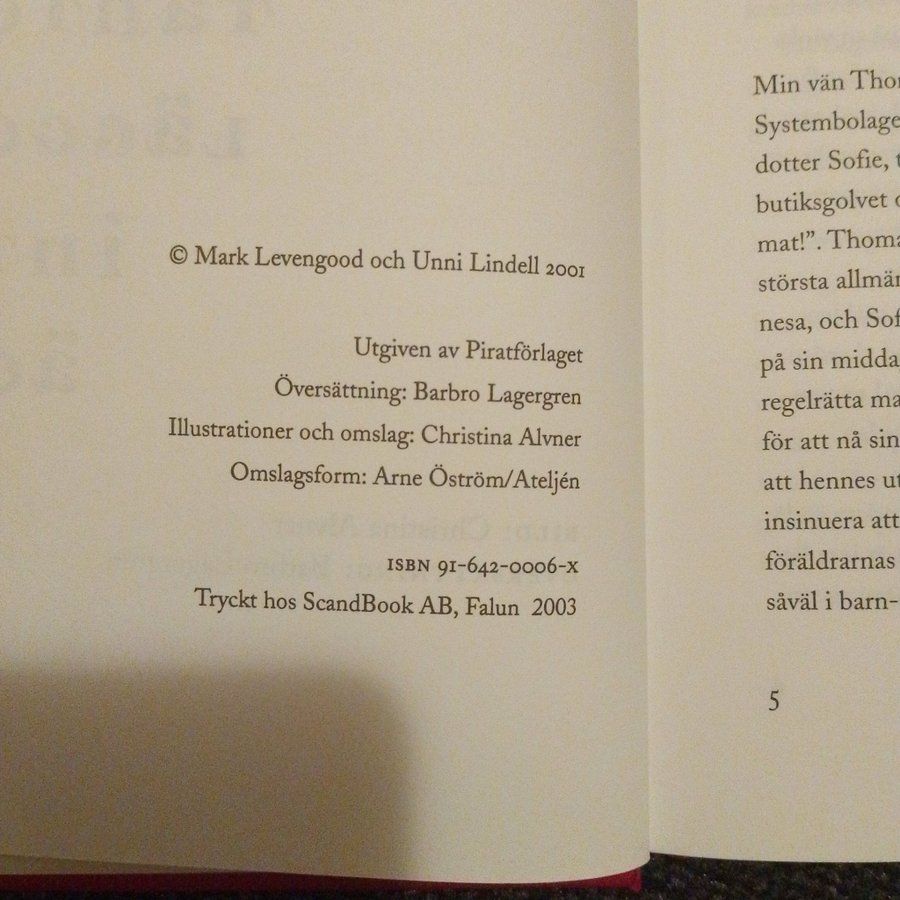 © Mark Levengood och Unni Lindell 2001
Utgiven av Piratförlaget
Översättning: Barbro Lagergren
Illustrationer och omslag: Christina Alvner
Omslagsform: Arne Öström/Ateljén
ISBN 91-642-0006-X
Tryckt hos ScandBook AB, Falun 2003
Min vän Thom
Systembolage
dotter Sofie, t
butiksgolvet o
mat!”. Thoma
största allmän
nesa, och Sof
på sin midda
regelrätta ma
för att nå sin
att hennes ut
insinuera att
föräldrarnas
såväl i barn-
5